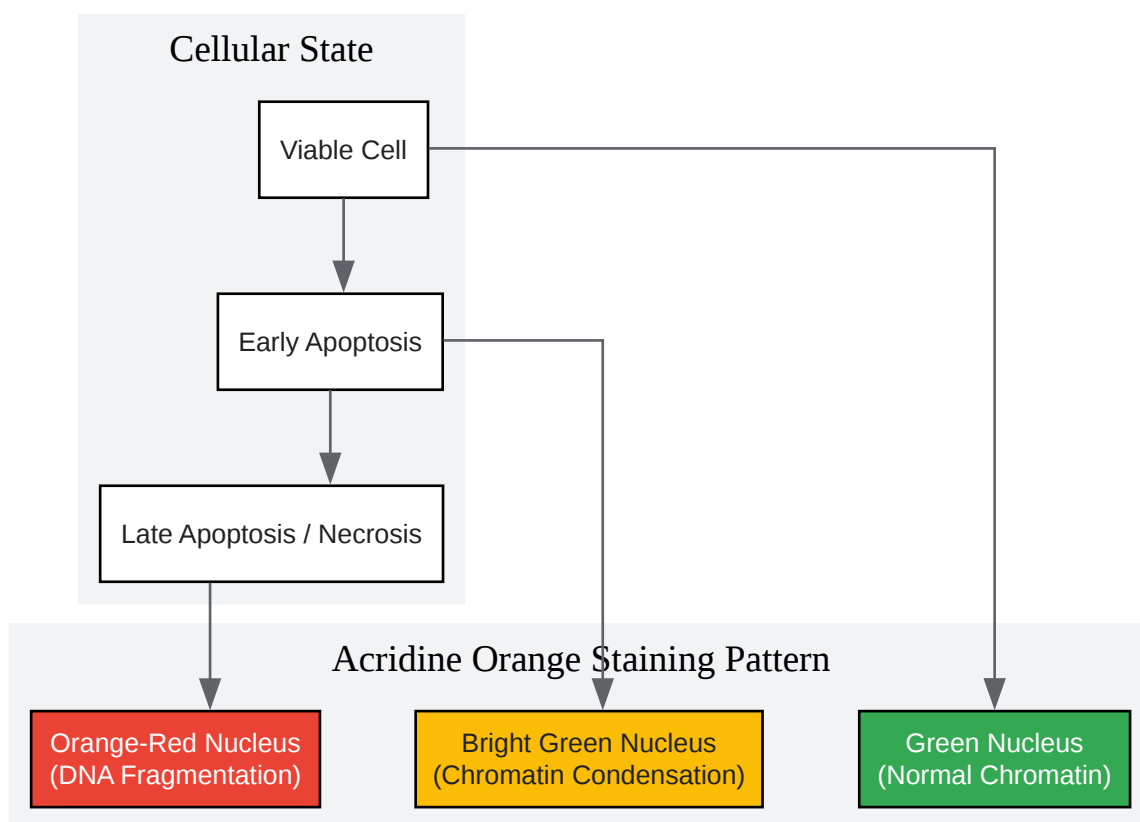 Cellular State
Viable Cell
Early Apoptosis
Late Apoptosis / Necrosis
Acridine Orange Staining Pattern
Orange-Red Nucleus
(DNA Fragmentation)
Bright Green Nucleus
(Chromatin Condensation)
Green Nucleus
(Normal Chromatin)